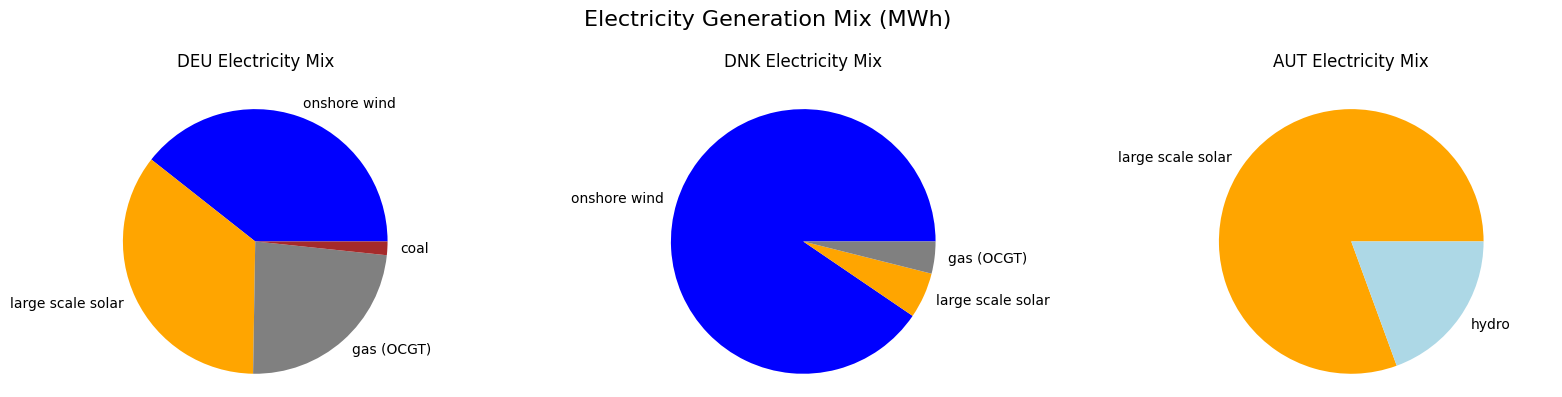 Electricity Generation Mix (MWh)
DEU Electricity Mix
onshore wind
large scale solar
gas (OCGT)
coal
DNK Electricity Mix
onshore wind
large scale solar
gas (OCGT)
AUT Electricity Mix
large scale solar
hydro